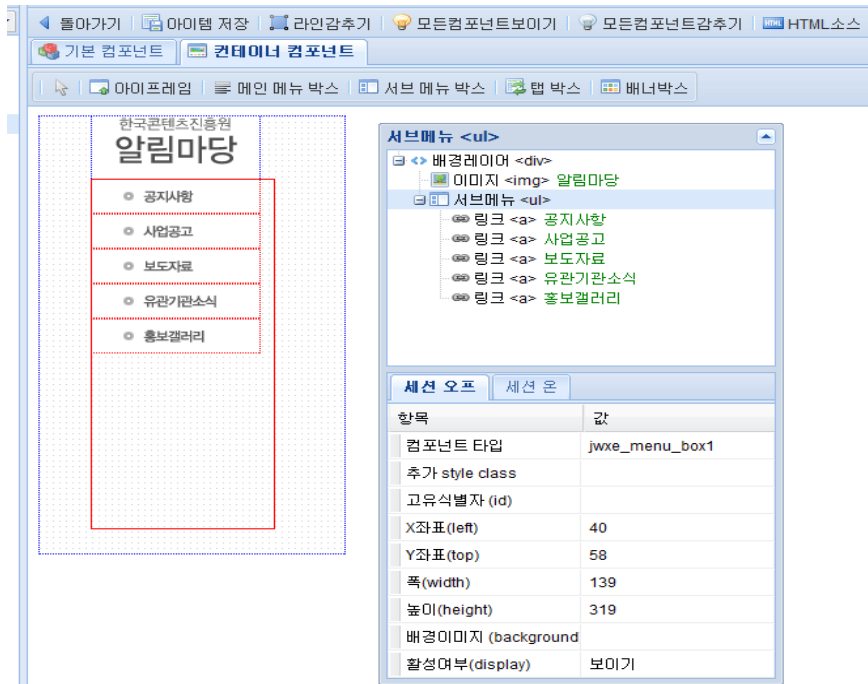 돌아가기 아이템 저장 라인감추기 모든컴포넌트보이기 모든컴포넌트감추기 HTML소스
기본 컴포넌트 컨테이너 컴포넌트
아이프레임 메인 메뉴 박스 서브 메뉴 박스 탭 박스 배너박스
한국콘텐츠진흥원
알림마당
공지사항
사업공고
보도자료
유관기관소식
홍보갤러리
서브메뉴 <ul>
배경레이어 <div>
이미지 <img> 알림마당
서브메뉴 <ul>
링크 <a> 공지사항
링크 <a> 사업공고
링크 <a> 보도자료
링크 <a> 유관기관소식
링크 <a> 홍보갤러리
세션 오프 세션 온
항목 값
컴포넌트 타입 jwxe_menu_box1
추가 style class
고유식별자 (id)
X좌표(left) 40
Y좌표(top) 58
폭(width) 139
높이(height) 319
배경이미지 (background
활성여부(display) 보이기